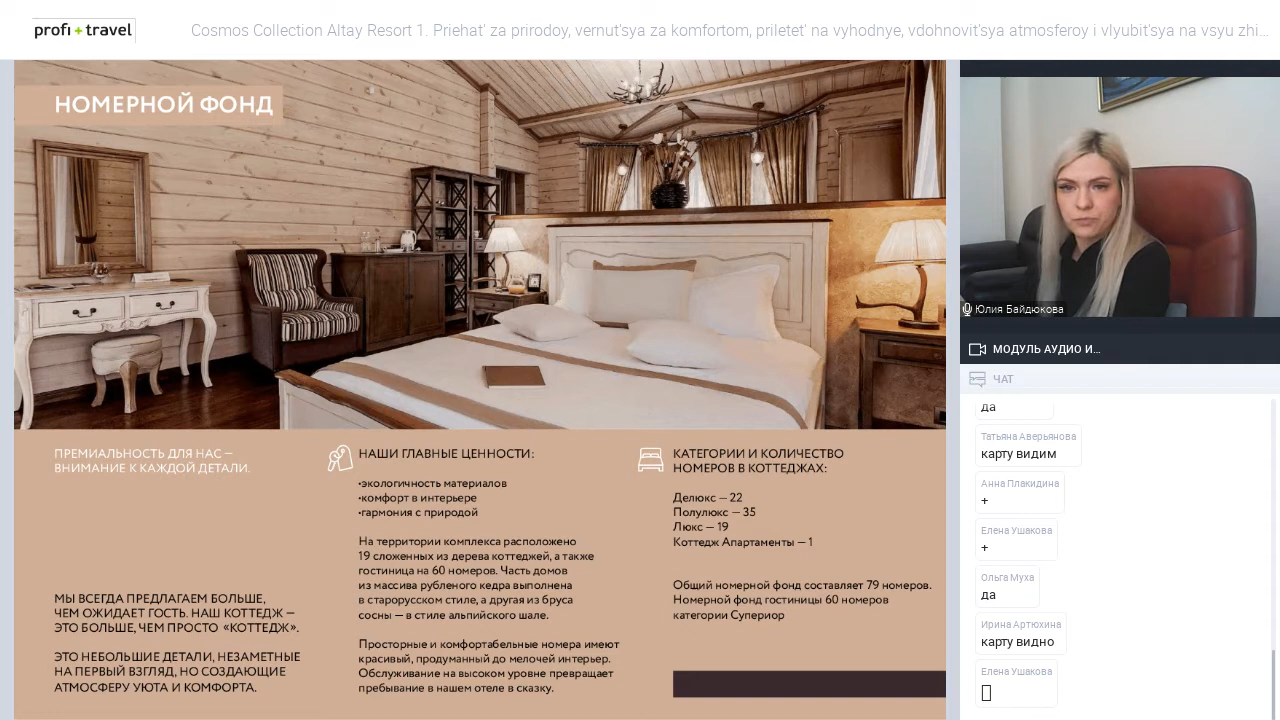 profi + travel
Cosmos Collection Altay Resort 1. Priehat' za prirodoy, vernut'sya za komfortom, priletet' na vyhodnye, vdohnovit'sya atmosferoy i vlyubit'sya na vsyu zhi...
НОМЕРНОЙ ФОНД
ПРЕМИАЛЬНОСТЬ ДЛЯ НАС —
ВНИМАНИЕ К КАЖДОЙ ДЕТАЛИ.
МЫ ВСЕГДА ПРЕДЛАГАЕМ БОЛЬШЕ,
ЧЕМ ОЖИДАЕТ ГОСТЬ. НАШ КОТТЕДЖ —
ЭТО БОЛЬШЕ, ЧЕМ ПРОСТО «КОТТЕДЖ».
ЭТО НЕБОЛЬШИЕ ДЕТАЛИ, НЕЗАМЕТНЫЕ
НА ПЕРВЫЙ ВЗГЛЯД, НО СОЗДАЮЩИЕ
АТМОСФЕРУ УЮТА И КОМФОРТА.
НАШИ ГЛАВНЫЕ ЦЕННОСТИ:
•экологичность материалов
•комфорт в интерьере
•гармония с природой
На территории комплекса расположено
19 сложенных из дерева коттеджей, а также
гостиница на 60 номеров. Часть домов
из массива рубленого кедра выполнена
в старорусском стиле, а другая из бруса
сосны — в стиле альпийского шале.
Просторные и комфортабельные номера имеют
красивый, продуманный до мелочей интерьер.
Обслуживание на высоком уровне превращает
пребывание в нашем отеле в сказку.
КАТЕГОРИИ И КОЛИЧЕСТВО
НОМЕРОВ В КОТТЕДЖАХ:
Делюкс — 22
Полулюкс — 35
Люкс — 19
Коттедж Апартаменты — 1
Общий номерной фонд составляет 79 номеров.
Номерной фонд гостиницы 60 номеров
категории Супериор
Юлия Байдюкова
МОДУЛЬ АУДИО И...
ЧАТ
да
Татьяна Аверьянова
карту видим
Анна Плакидина
+
Елена Ушакова
+
Ольга Муха
да
Ирина Артюхина
карту видно
Елена Ушакова